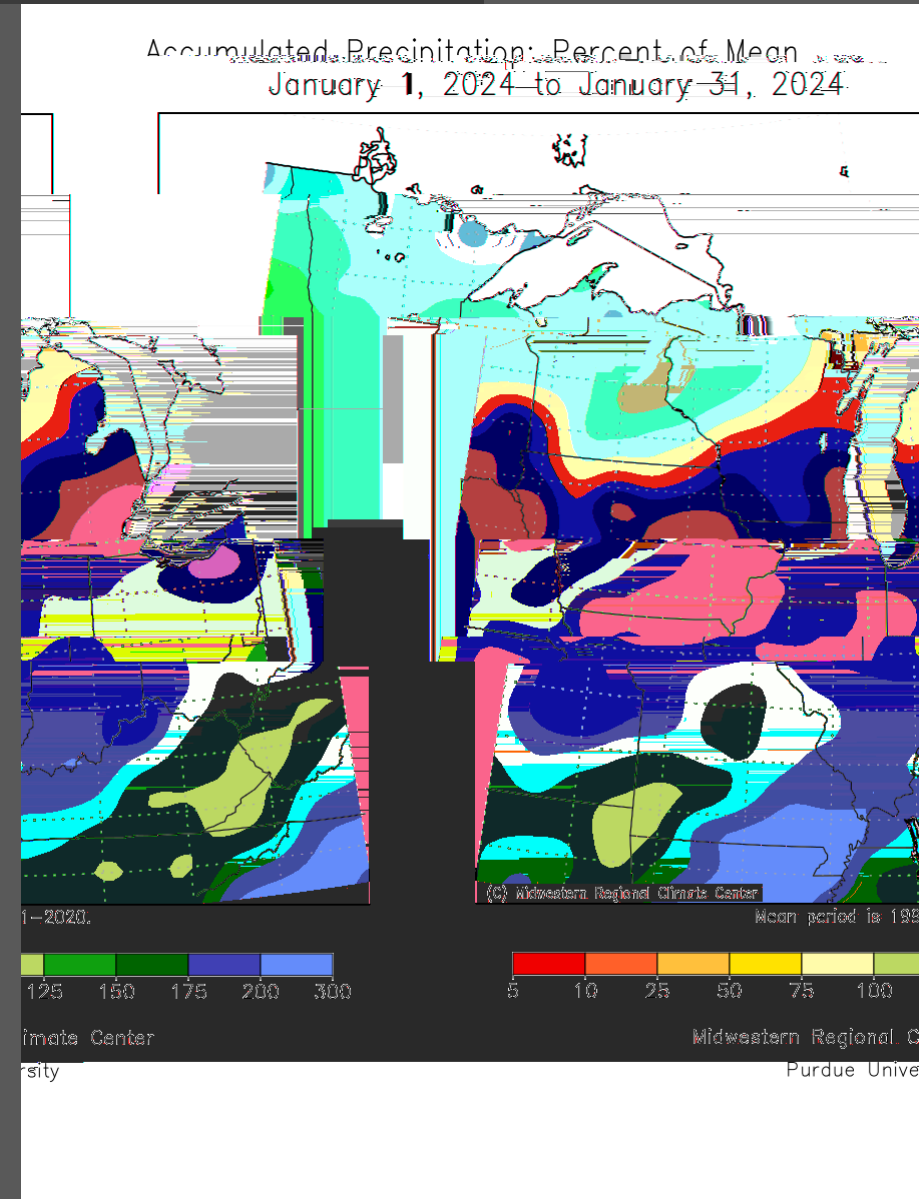 Accumulated Precipitation: Percent of Mean
January 1, 2024 to January 31, 2024
(C) Midwestern Regional Climate Center
1-2020.
Mean period is 199
125 150 175 200 300
5 10 25 50 75 100
imate Center
Midwestern Regional C
rsity
Purdue Unive